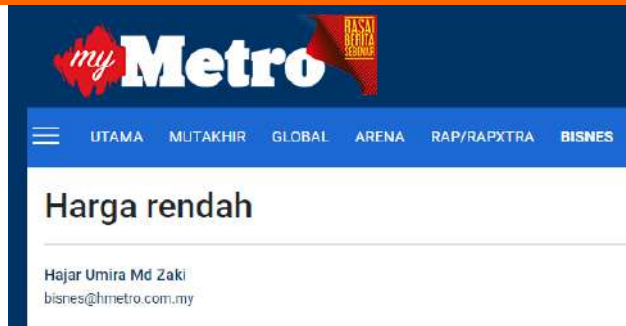 my Metro
RASAI
BERITA
SEBENAR
UTAMA MUTAKHIR GLOBAL ARENA RAP/RAPXTRA BISNES
Harga rendah
Hajar Umira Md Zaki
bisnes@hmetro.com.my